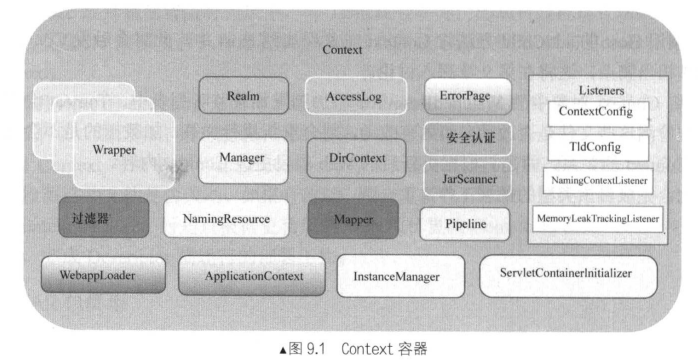 Context
Realm
AccessLog
ErrorPage
Listeners
ContextConfig
Wrapper
Manager
DirContext
安全认证
TldConfig
JarScanner
NamingContextListener
过滤器
NamingResource
Mapper
Pipeline
MemoryLeakTrackingListener
WebappLoader
ApplicationContext
InstanceManager
ServletContainerInitializer
▲图 9.1 Context 容器